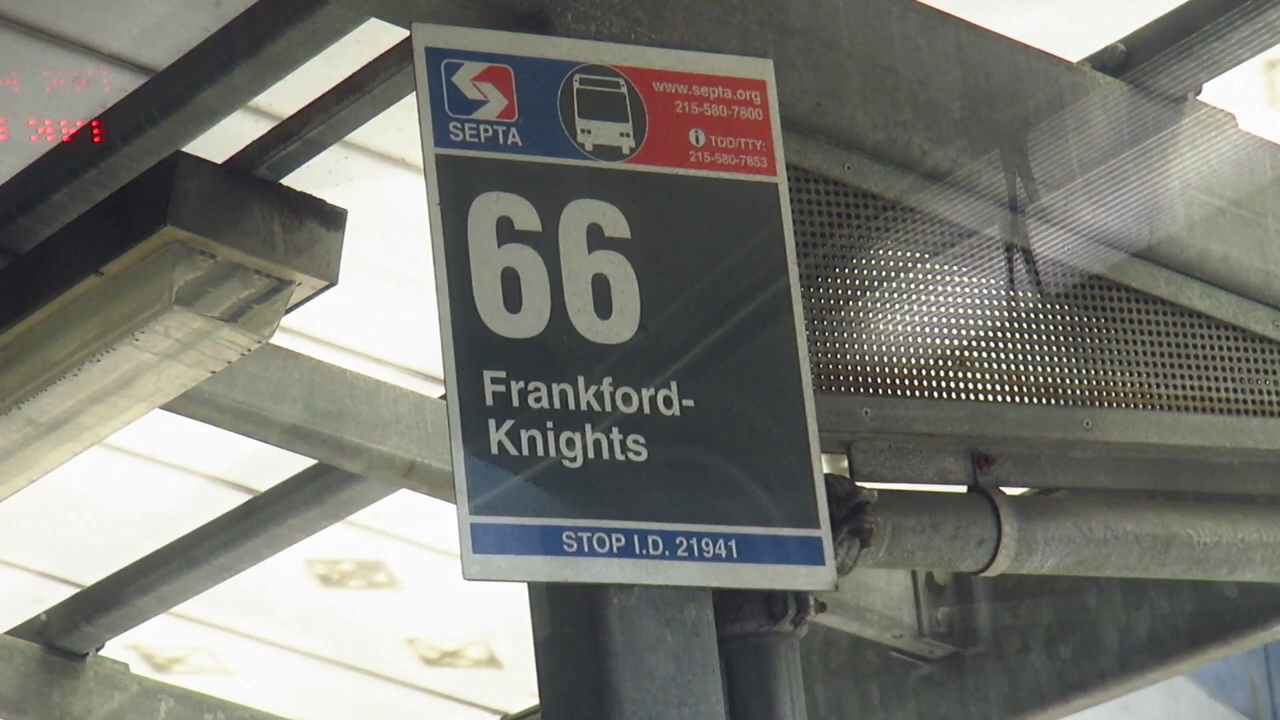 SEPTA
www.septa.org
215-580-7800
i TDD/TTY:
215-580-7853
66
Frankford-
Knights
STOP I.D. 21941